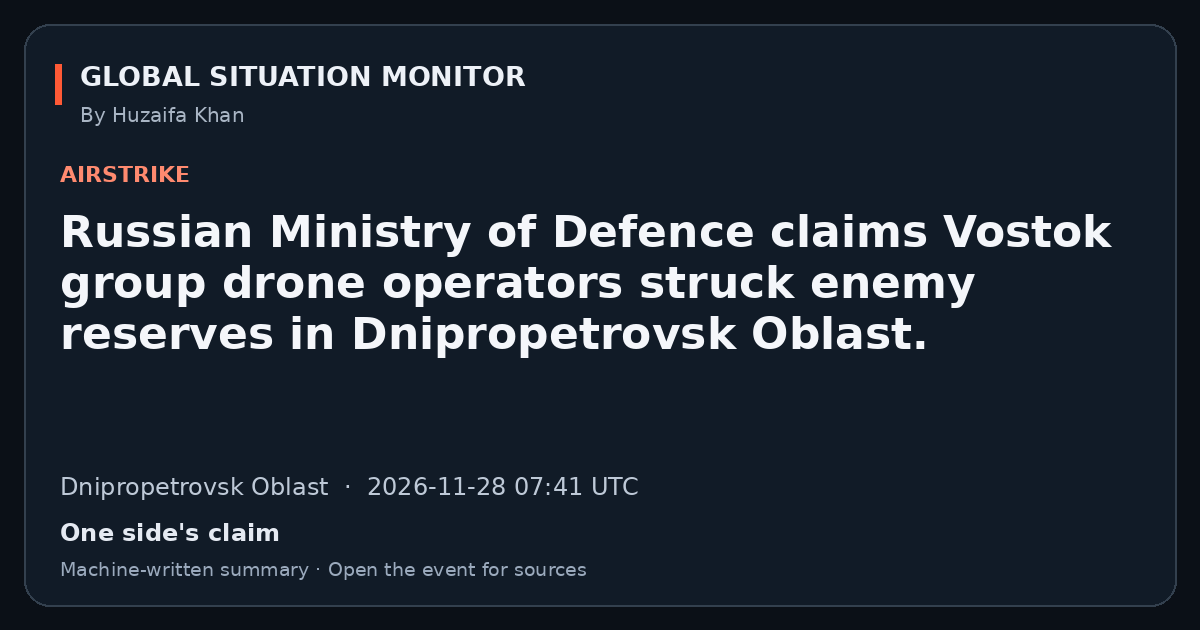 GLOBAL SITUATION MONITOR
By Huzaifa Khan
AIRSTRIKE
Russian Ministry of Defence claims Vostok
group drone operators struck enemy
reserves in Dnipropetrovsk Oblast.
Dnipropetrovsk Oblast · 2026-11-28 07:41 UTC
One side's claim
Machine-written summary · Open the event for sources